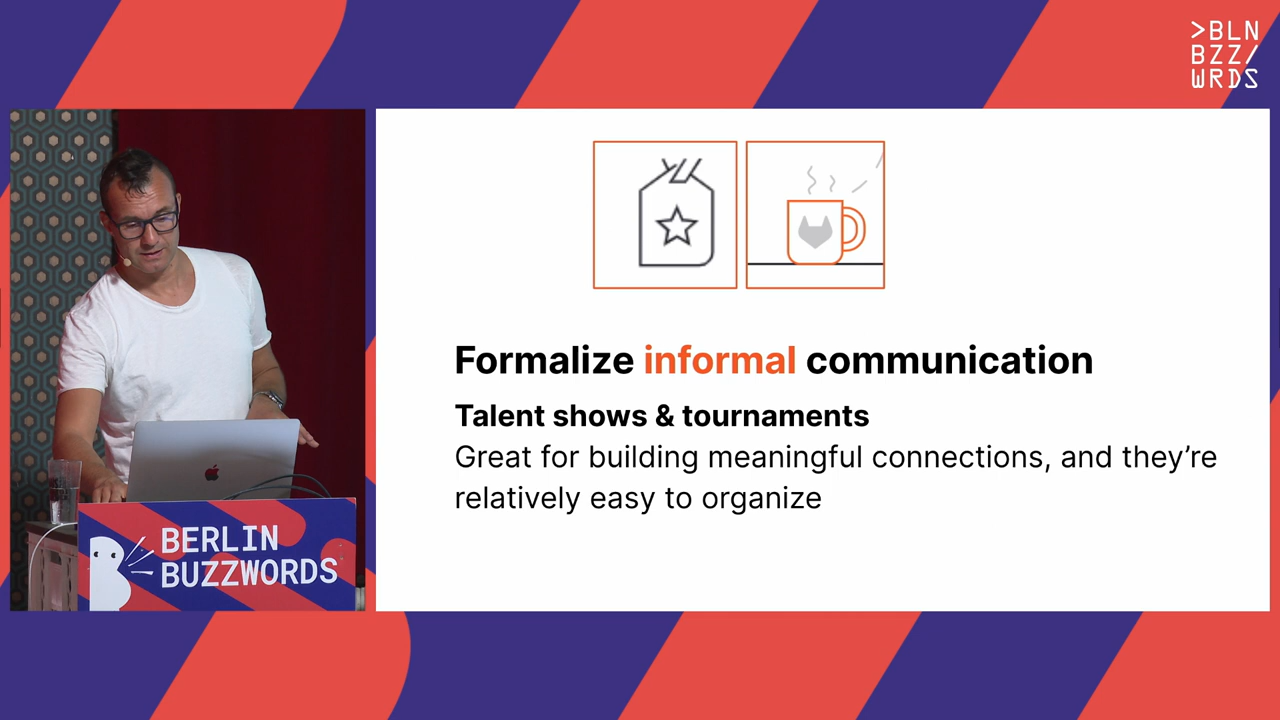 >BLN
BZZ/
WRDS
Formalize informal communication
Talent shows & tournaments
Great for building meaningful connections, and they’re
relatively easy to organize
BERLIN
BUZZWORDS